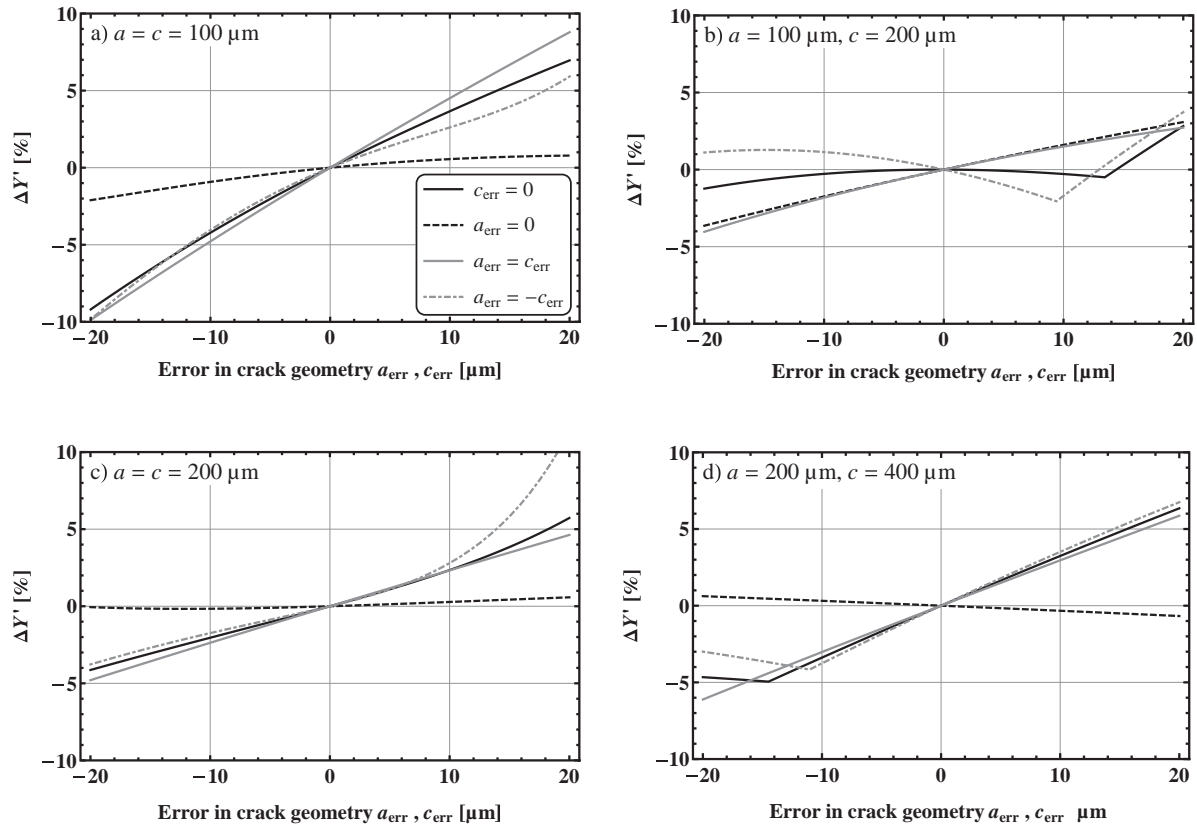 a) a = c = 100 µm
10
5
0
−5
−10
ΔY' [%]
c_err = 0
a_err = 0
a_err = c_err
a_err = −c_err
−20 −10 0 10 20
Error in crack geometry a_err , c_err [µm]
b) a = 100 µm, c = 200 µm
10
5
0
−5
−10
ΔY' [%]
−20 −10 0 10 20
Error in crack geometry a_err , c_err [µm]
c) a = c = 200 µm
10
5
0
−5
−10
ΔY' [%]
−20 −10 0 10 20
Error in crack geometry a_err , c_err [µm]
d) a = 200 µm, c = 400 µm
10
5
0
−5
−10
ΔY' [%]
−20 −10 0 10 20
Error in crack geometry a_err , c_err µm